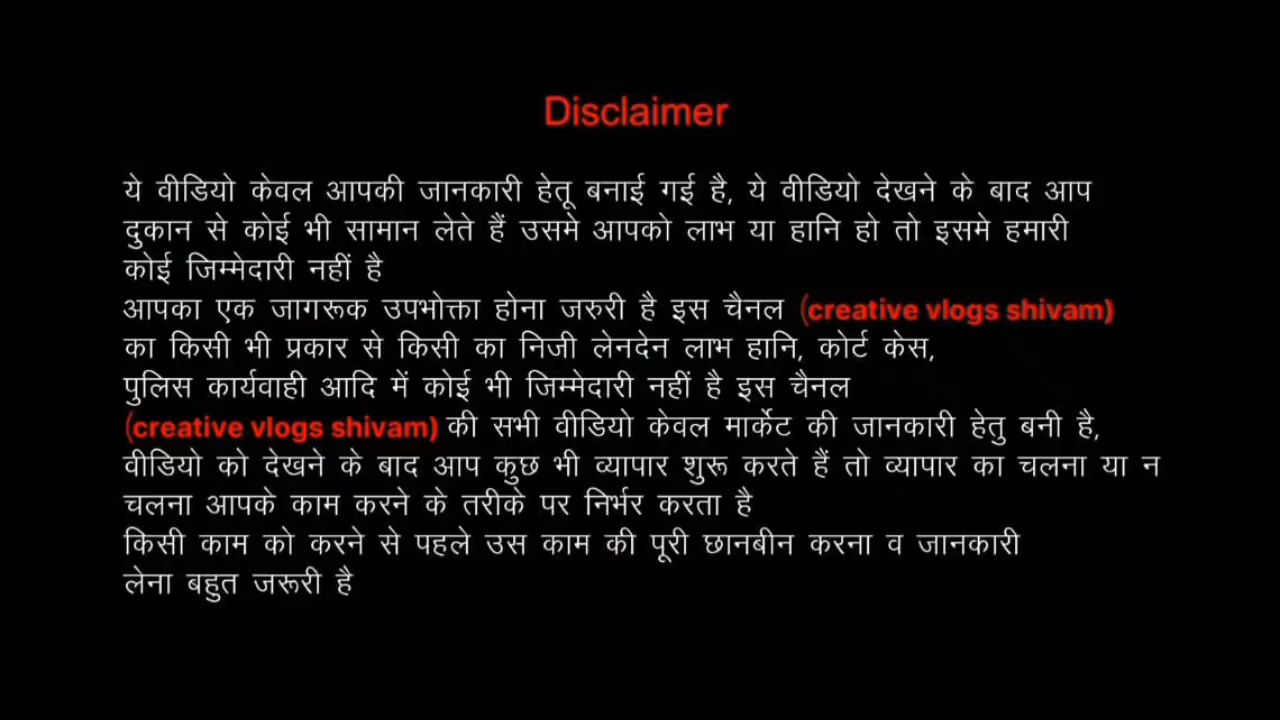 Disclaimer
ये वीडियो केवल आपकी जानकारी हेतू बनाई गई है, ये वीडियो देखने के बाद आप
दुकान से कोई भी सामान लेते हैं उसमे आपको लाभ या हानि हो तो इसमे हमारी
कोई जिम्मेदारी नहीं है
आपका एक जागरूक उपभोक्ता होना जरुरी है इस चैनल (creative vlogs shivam)
का किसी भी प्रकार से किसी का निजी लेनदेन लाभ हानि, कोर्ट केस,
पुलिस कार्यवाही आदि में कोई भी जिम्मेदारी नहीं है इस चैनल
(creative vlogs shivam) की सभी वीडियो केवल मार्केट की जानकारी हेतु बनी है,
वीडियो को देखने के बाद आप कुछ भी व्यापार शुरू करते हैं तो व्यापार का चलना या न
चलना आपके काम करने के तरीके पर निर्भर करता है
किसी काम को करने से पहले उस काम की पूरी छानबीन करना व जानकारी
लेना बहुत जरूरी है